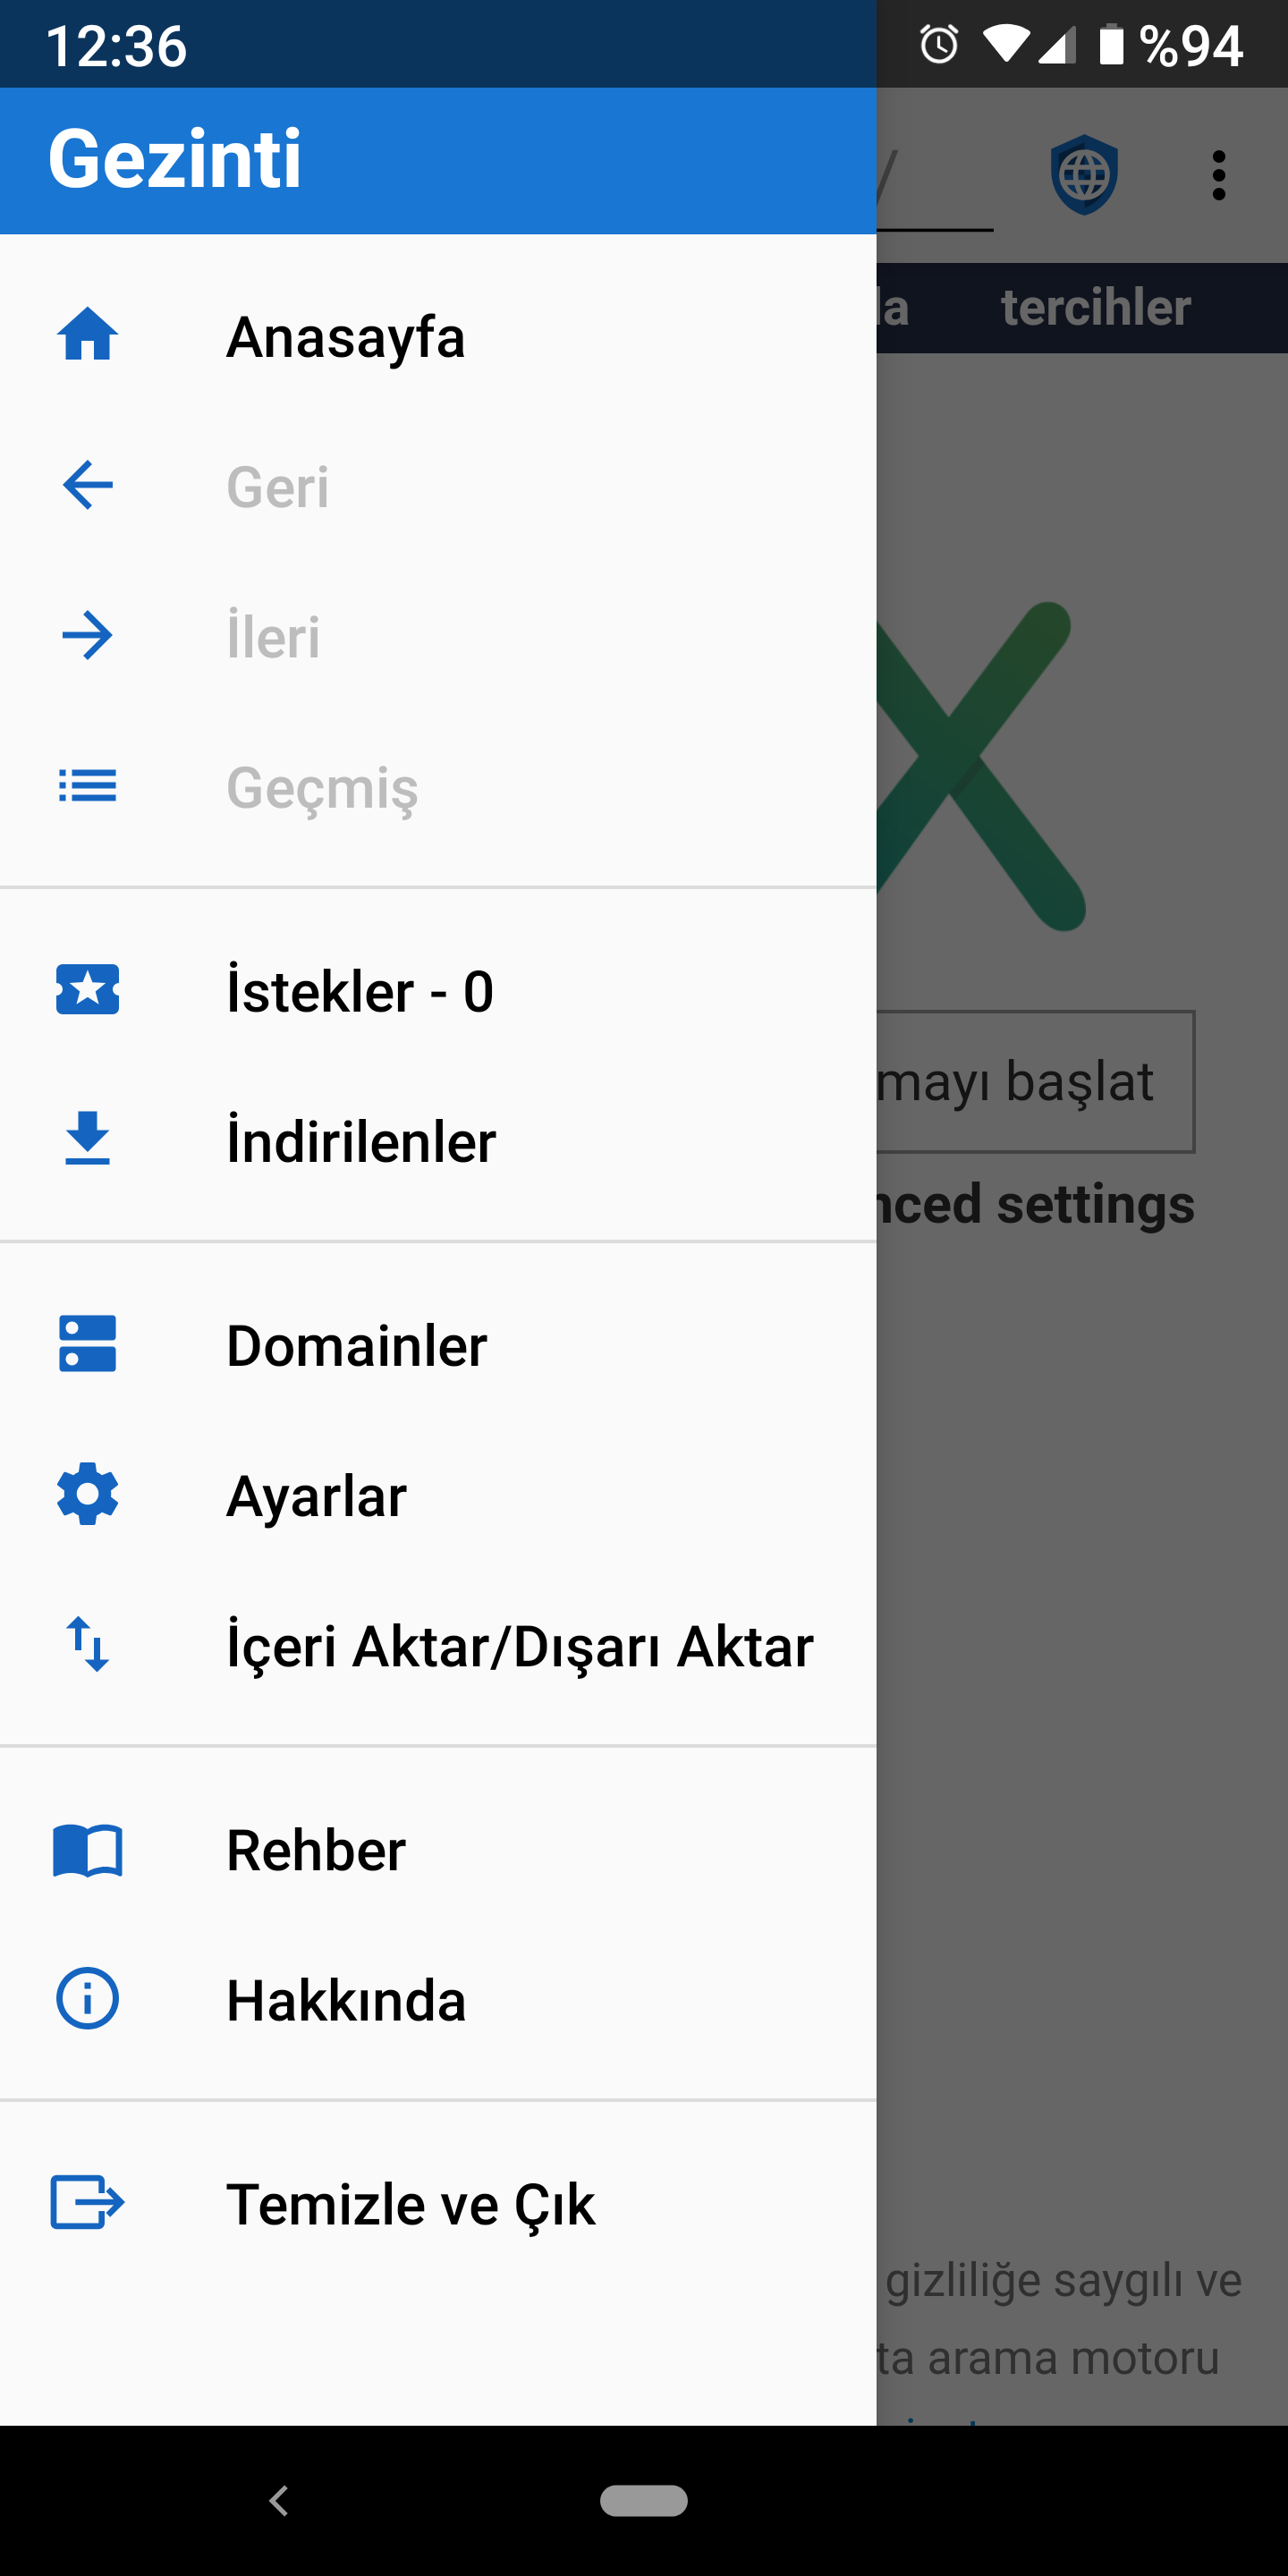 12:36
%94
Gezinti
/
tercihler
Anasayfa
Geri
İleri
Geçmiş
İstekler - 0
mayı başlat
İndirilenler
nced settings
Domainler
Ayarlar
İçeri Aktar/Dışarı Aktar
Rehber
Hakkında
Temizle ve Çık
gizliliğe saygılı ve
ta arama motoru